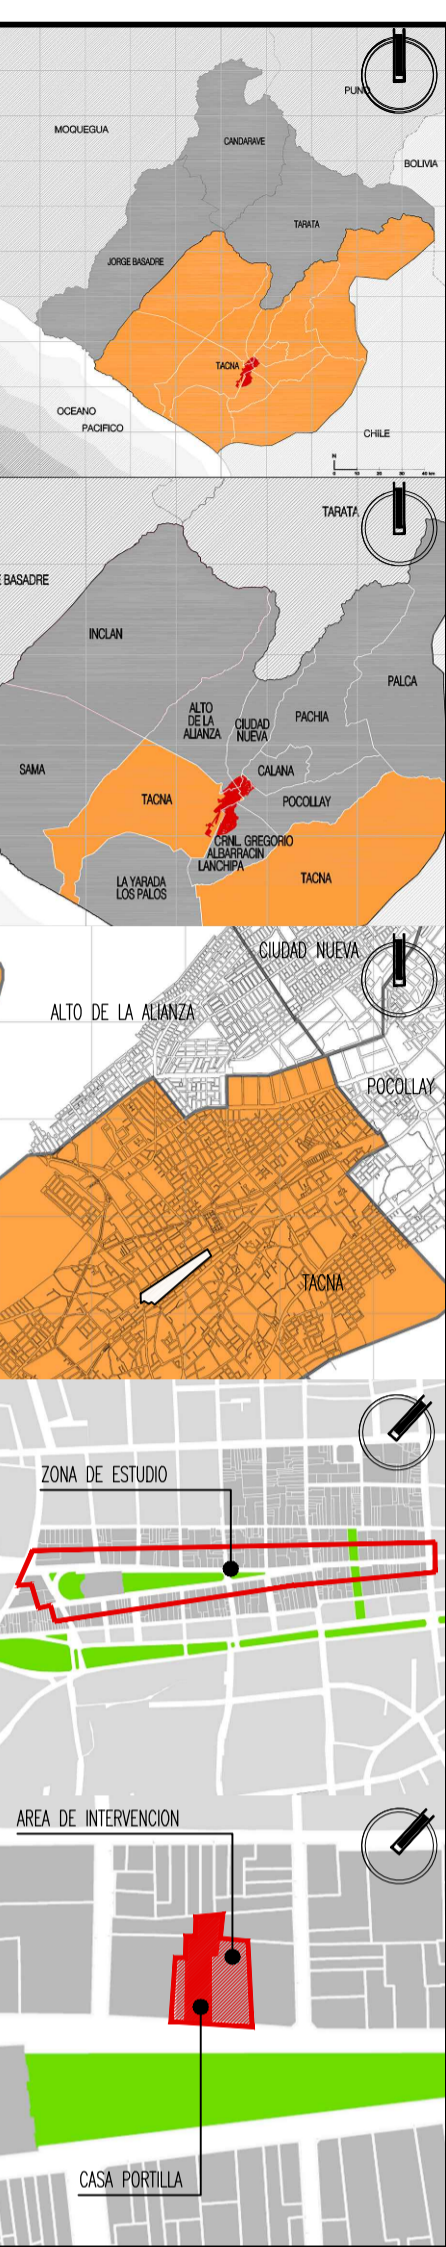 PUNO
MOQUEGUA
CANDARAVE
BOLIVIA
TARATA
JORGE BASADRE
TACNA
OCEANO
PACIFICO
CHILE
N
TARATA
E BASADRE
INCLAN
PALCA
ALTO
DE LA
ALIANZA
CIUDAD
NUEVA
PACHIA
SAMA
CALANA
TACNA
POCOLLAY
CRNL. GREGORIO
ALBARRACIN
LANCHIPA
LA YARADA
LOS PALOS
TACNA
CIUDAD NUEVA
ALTO DE LA ALIANZA
POCOLLAY
TACNA
ZONA DE ESTUDIO
AREA DE INTERVENCION
CASA PORTILLA